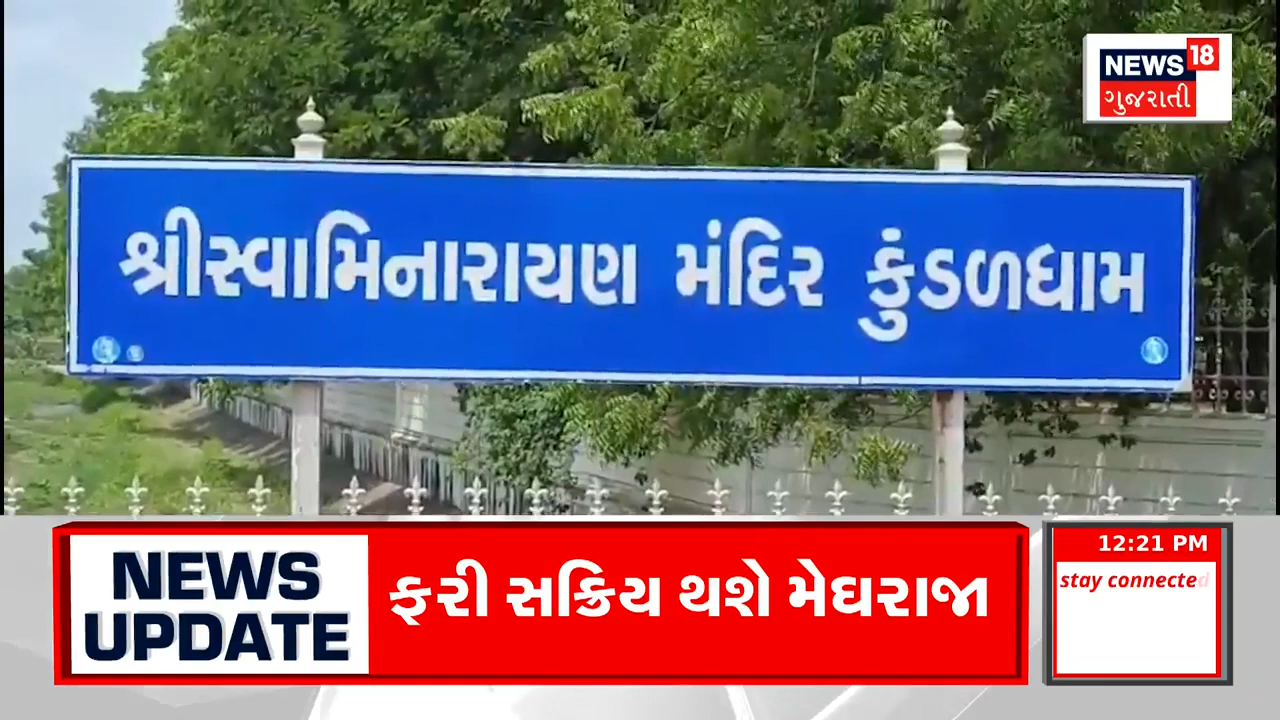 NEWS 18
ગુજરાતી
શ્રીસ્વામિનારાયણ મંદિર કુંડળધામ
NEWS
UPDATE
ફરી સક્રિય થશે મેઘરાજા
12:21 PM
stay connected